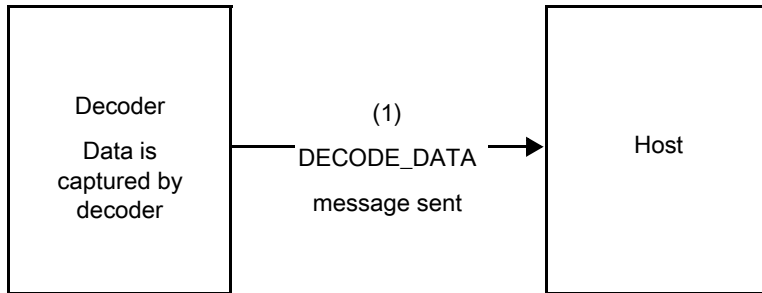 Decoder
Data is
captured by
decoder
(1)
DECODE_DATA
message sent
Host